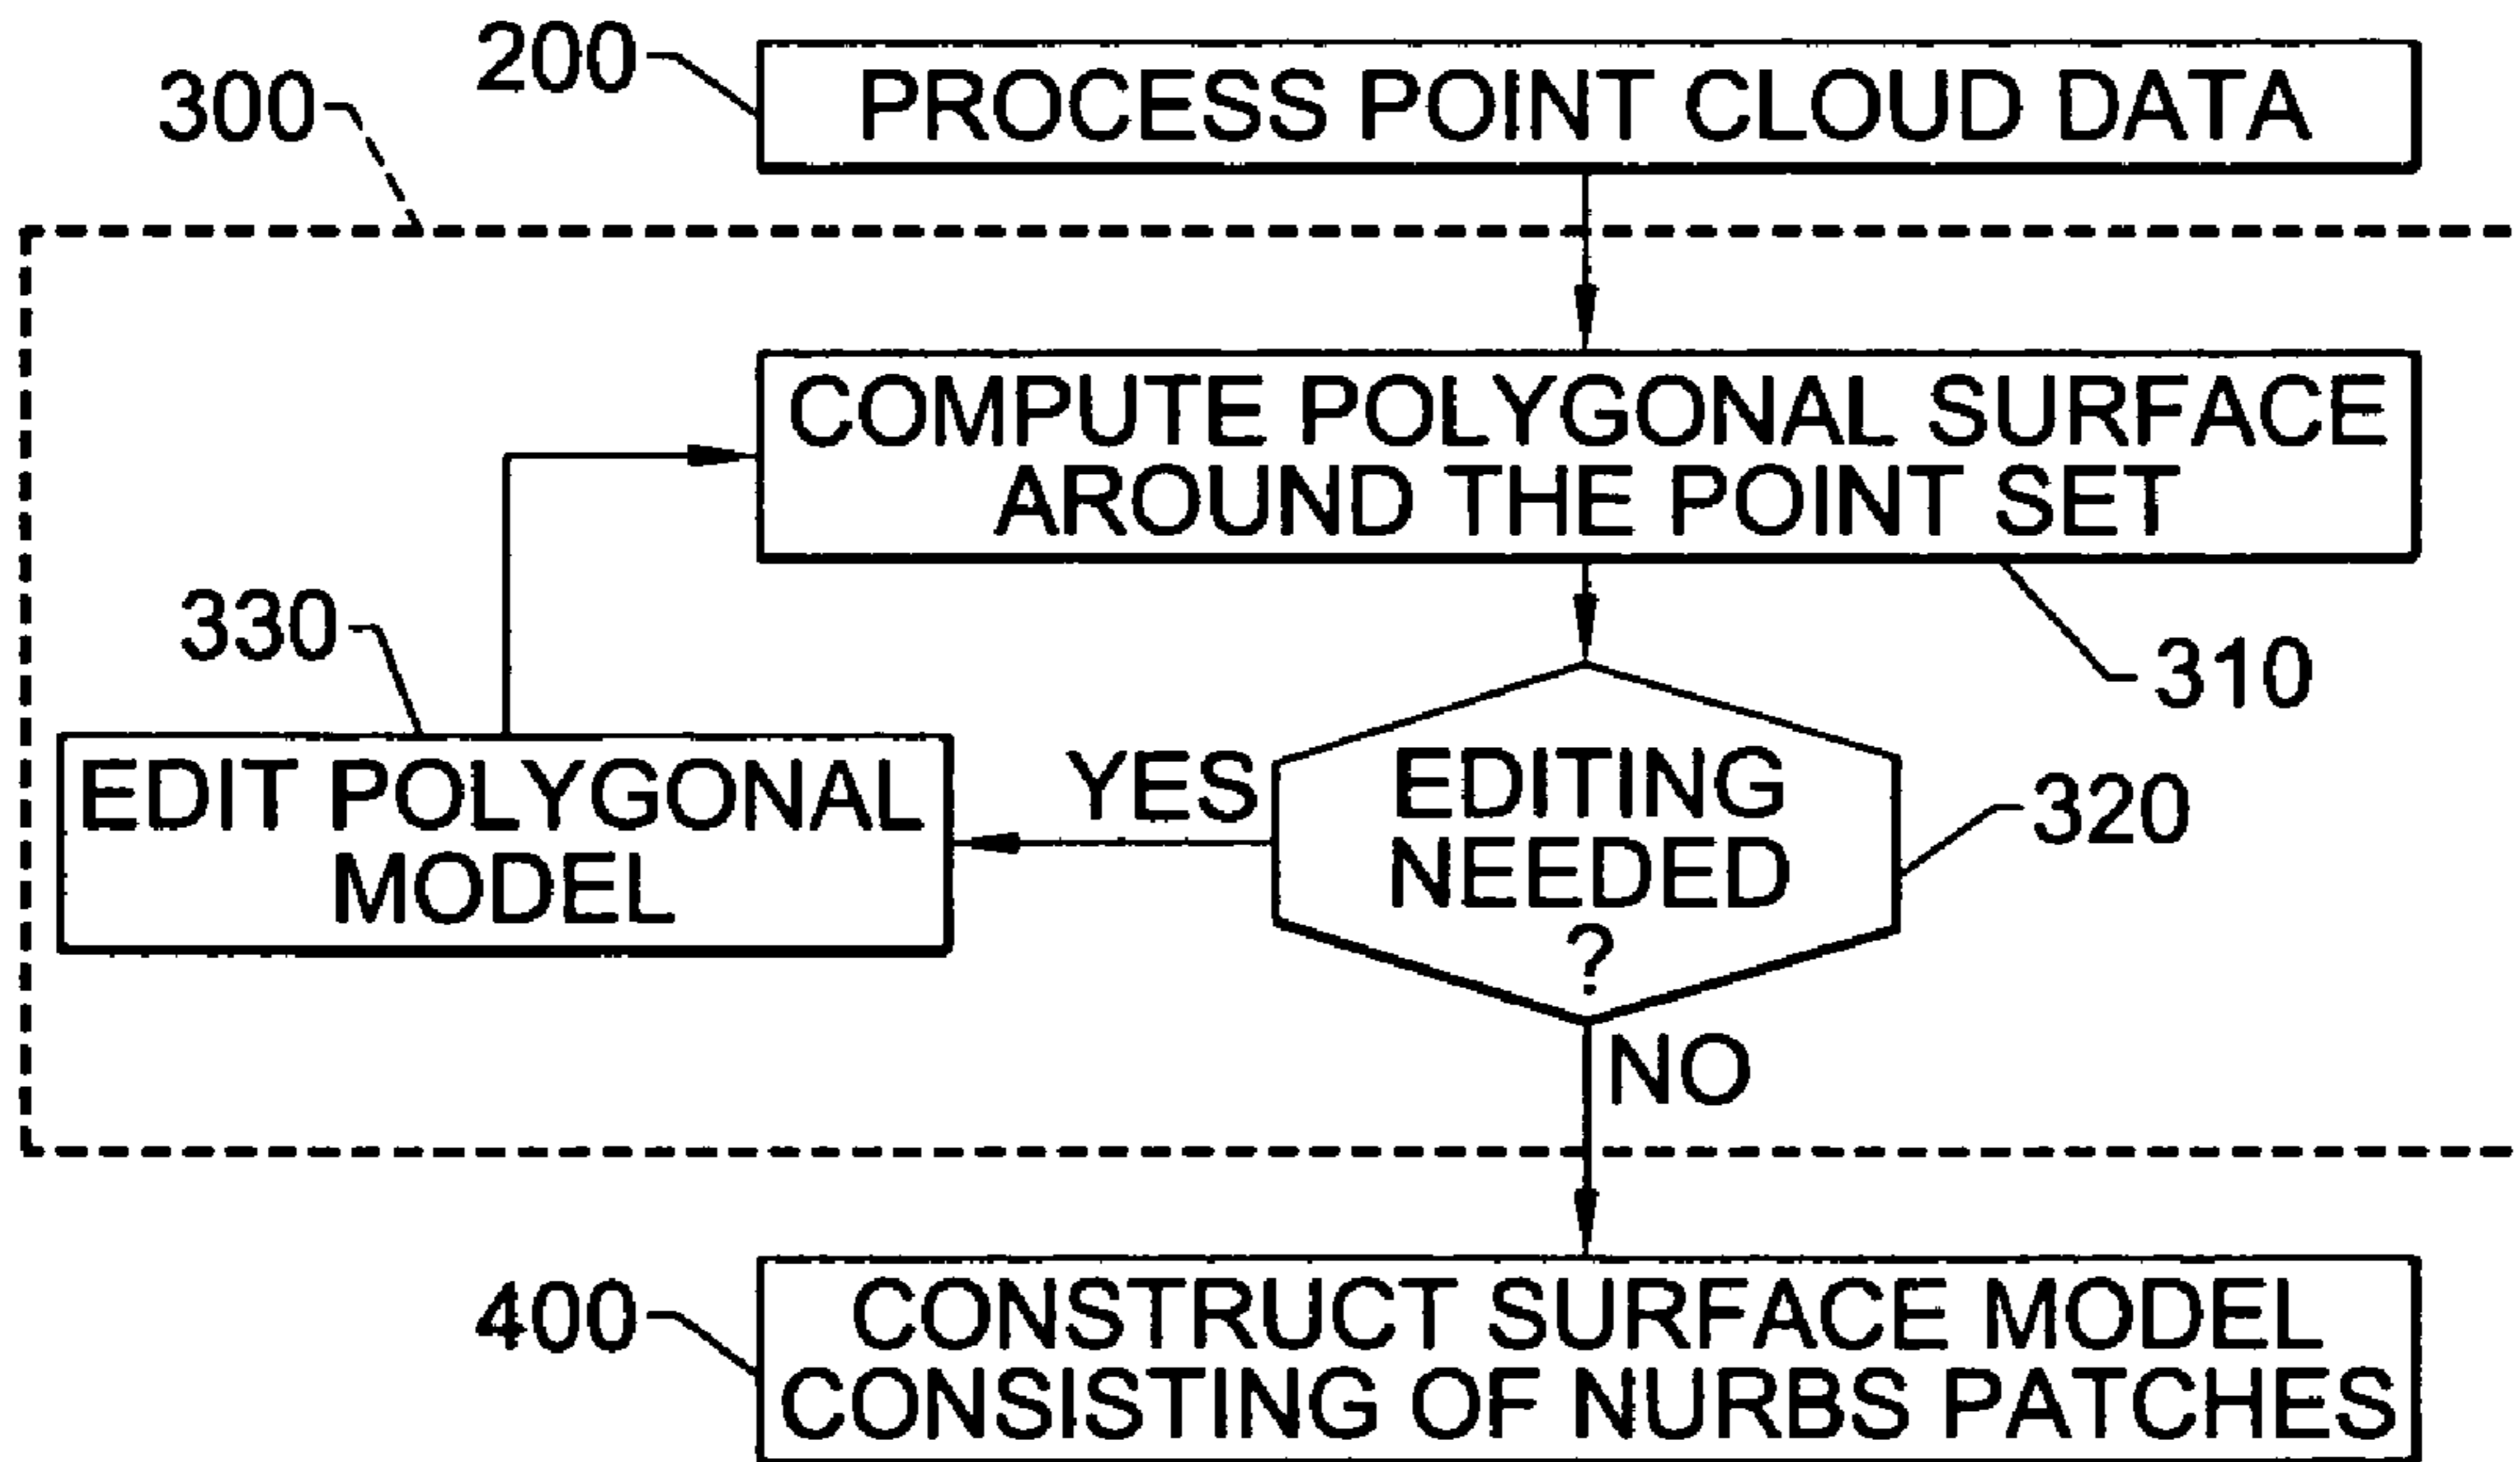 200
PROCESS POINT CLOUD DATA
300
COMPUTE POLYGONAL SURFACE
AROUND THE POINT SET
310
330
EDIT POLYGONAL
MODEL
YES
EDITING
NEEDED
?
320
NO
400
CONSTRUCT SURFACE MODEL
CONSISTING OF NURBS PATCHES